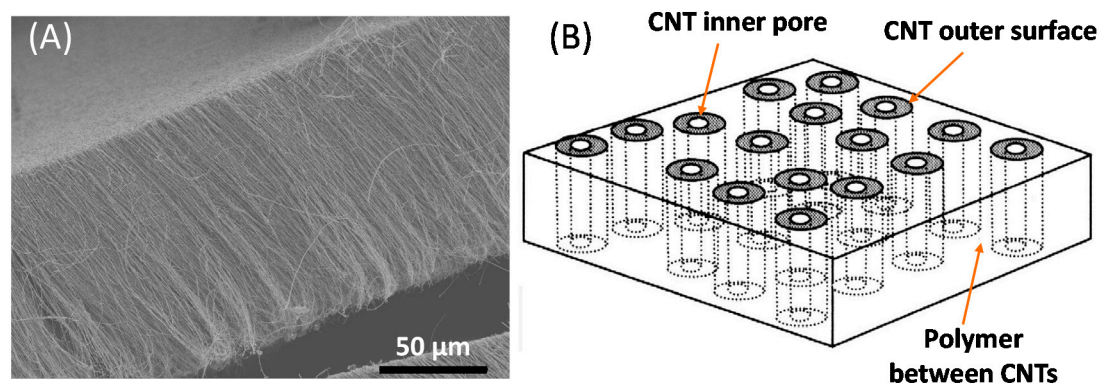 (A)
50 µm
(B)
CNT inner pore
CNT outer surface
Polymer
between CNTs